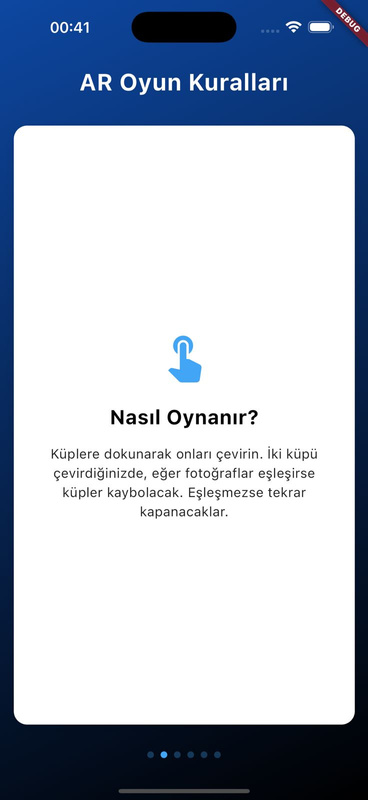 00:41
DEBUG
AR Oyun Kuralları
Nasıl Oynanır?
Küplere dokunarak onları çevirin. İki küpü
çevirdiğinizde, eğer fotoğraflar eşleşirse
küpler kaybolacak. Eşleşmezse tekrar
kapanacaklar.